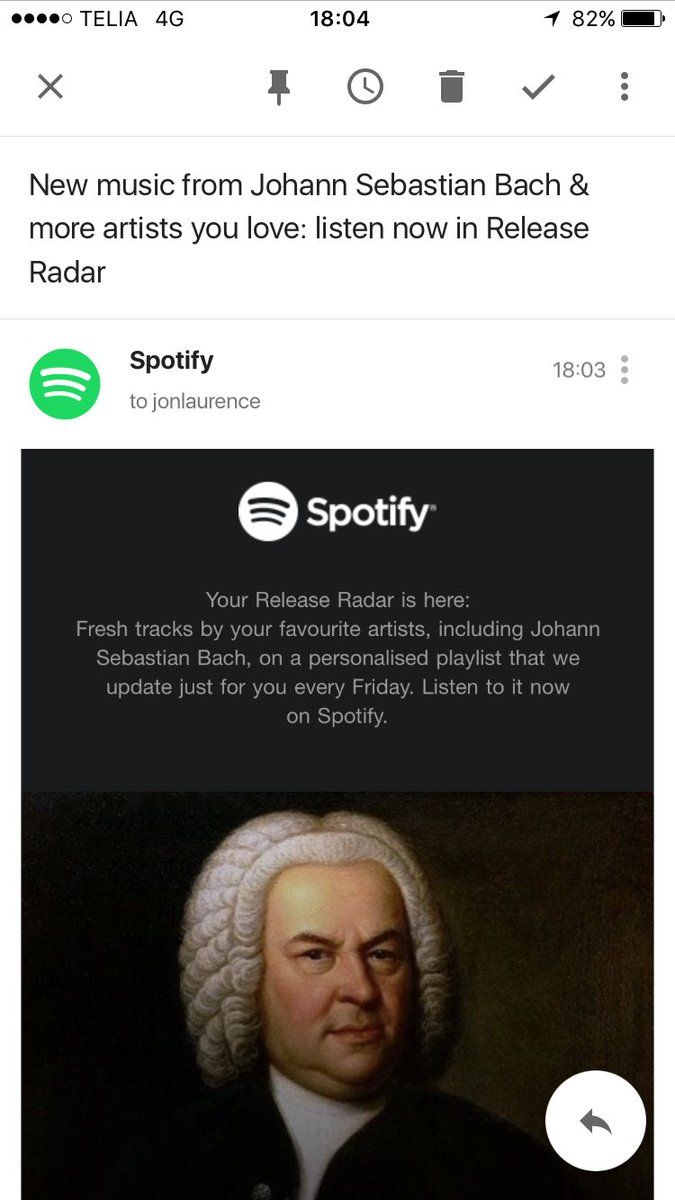 TELIA 4G 18:04 82%
New music from Johann Sebastian Bach &
more artists you love: listen now in Release
Radar
Spotify 18:03
to jonlaurence
Spotify®
Your Release Radar is here:
Fresh tracks by your favourite artists, including Johann
Sebastian Bach, on a personalised playlist that we
update just for you every Friday. Listen to it now
on Spotify.